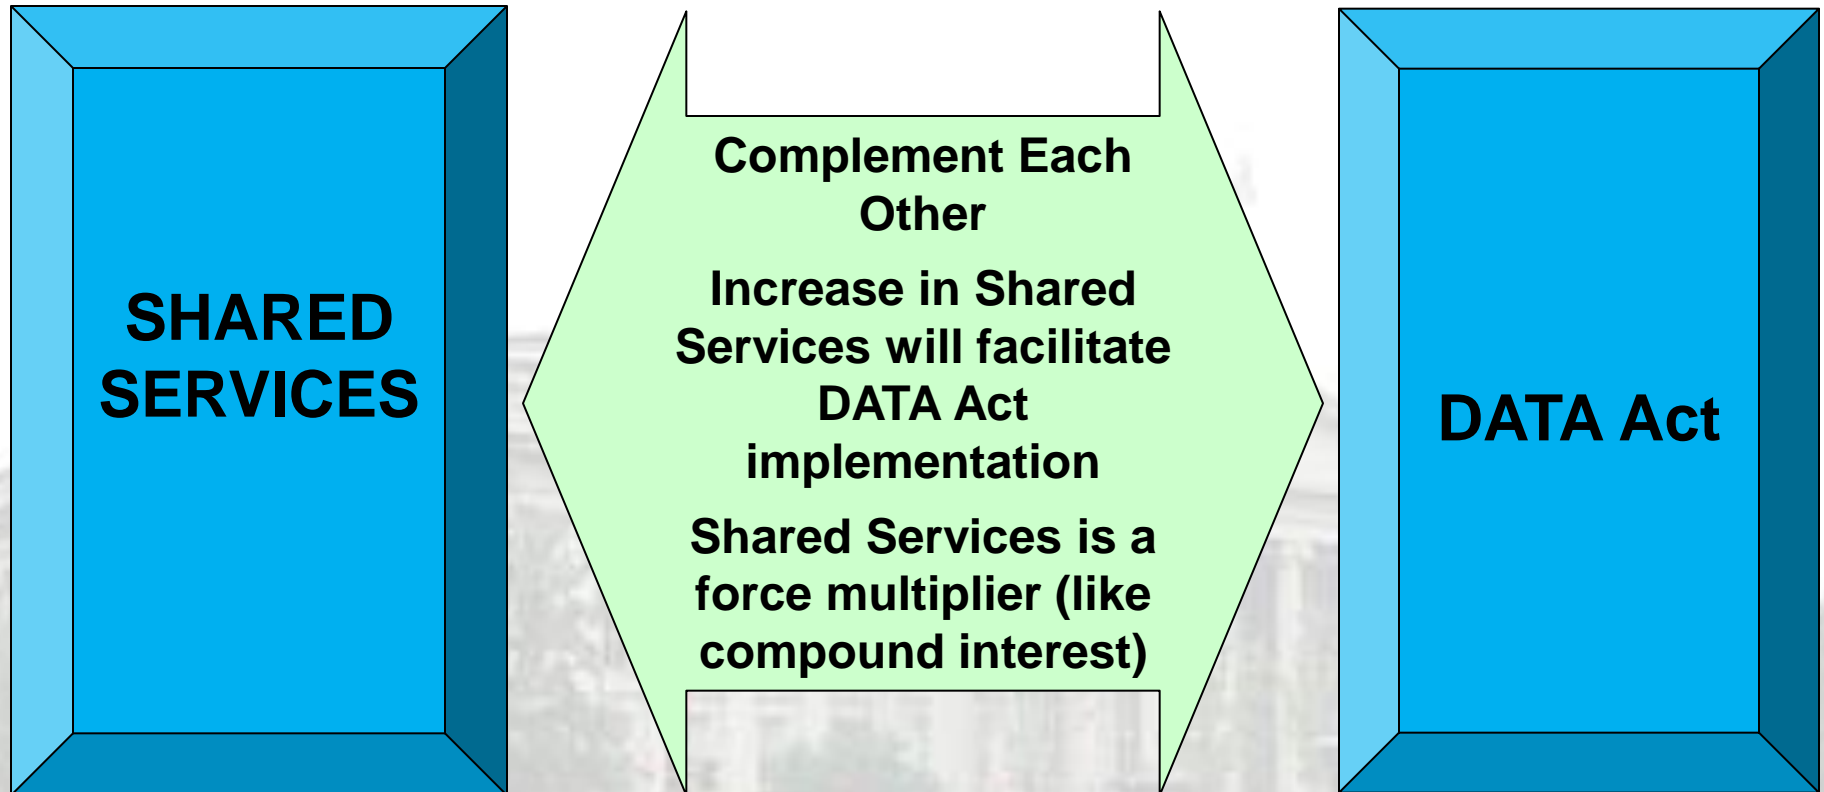 SHARED
SERVICES
Complement Each
Other
Increase in Shared
Services will facilitate
DATA Act
implementation
Shared Services is a
force multiplier (like
compound interest)
DATA Act